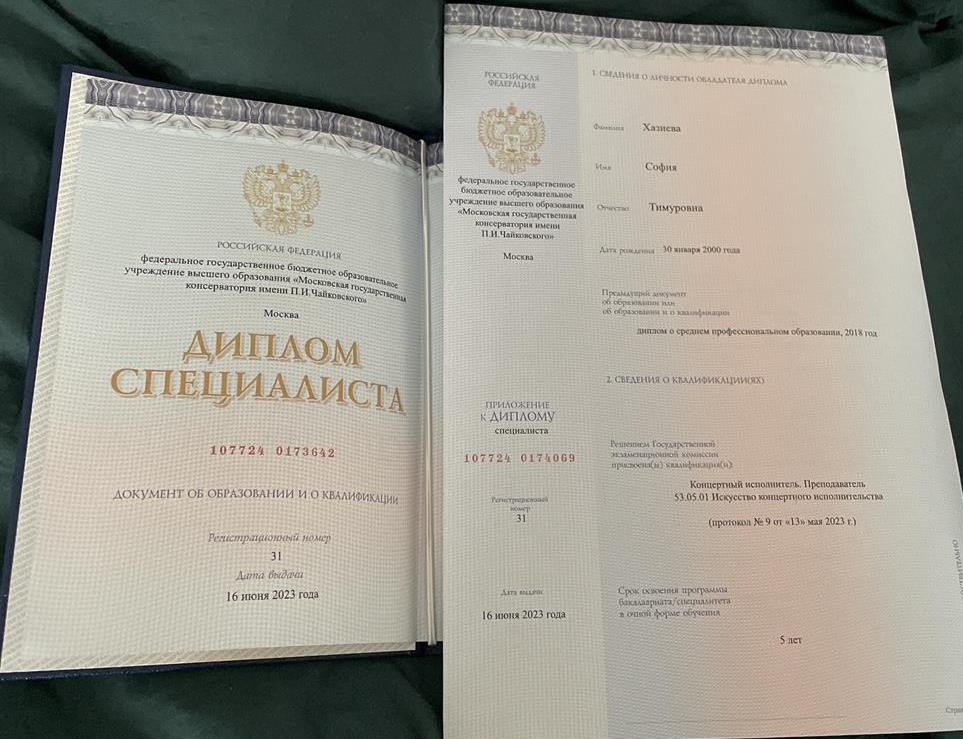 РОССИЙСКАЯ ФЕДЕРАЦИЯ
федеральное государственное бюджетное образовательное
учреждение высшего образования «Московская государственная
консерватория имени П.И.Чайковского»
Москва
ДИПЛОМ
СПЕЦИАЛИСТА
107724 0173642
ДОКУМЕНТ ОБ ОБРАЗОВАНИИ И О КВАЛИФИКАЦИИ
Регистрационный номер
31
Дата выдачи
16 июня 2023 года
РОССИЙСКАЯ
ФЕДЕРАЦИЯ
федеральное государственное
бюджетное образовательное
учреждение высшего образования
«Московская государственная
консерватория имени
П.И.Чайковского»
Москва
ПРИЛОЖЕНИЕ
к ДИПЛОМУ
специалиста
107724 0174069
Регистрационный
номер
31
Дата выдачи
16 июня 2023 года
1. СВЕДЕНИЯ О ЛИЧНОСТИ ОБЛАДАТЕЛЯ ДИПЛОМА
Фамилия Хазиева
Имя София
Отчество Тимуровна
Дата рождения 30 января 2000 года
Предыдущий документ
об образовании или
об образовании и о квалификации
диплом о среднем профессиональном образовании, 2018 год
2. СВЕДЕНИЯ О КВАЛИФИКАЦИИ(ЯХ)
Решением Государственной
экзаменационной комиссии
присвоена(ы) квалификация(и):
Концертный исполнитель. Преподаватель
53.05.01 Искусство концертного исполнительства
(протокол № 9 от «13» мая 2023 г.)
Срок освоения программы
бакалавриата/специалитета
в очной форме обучения
5 лет